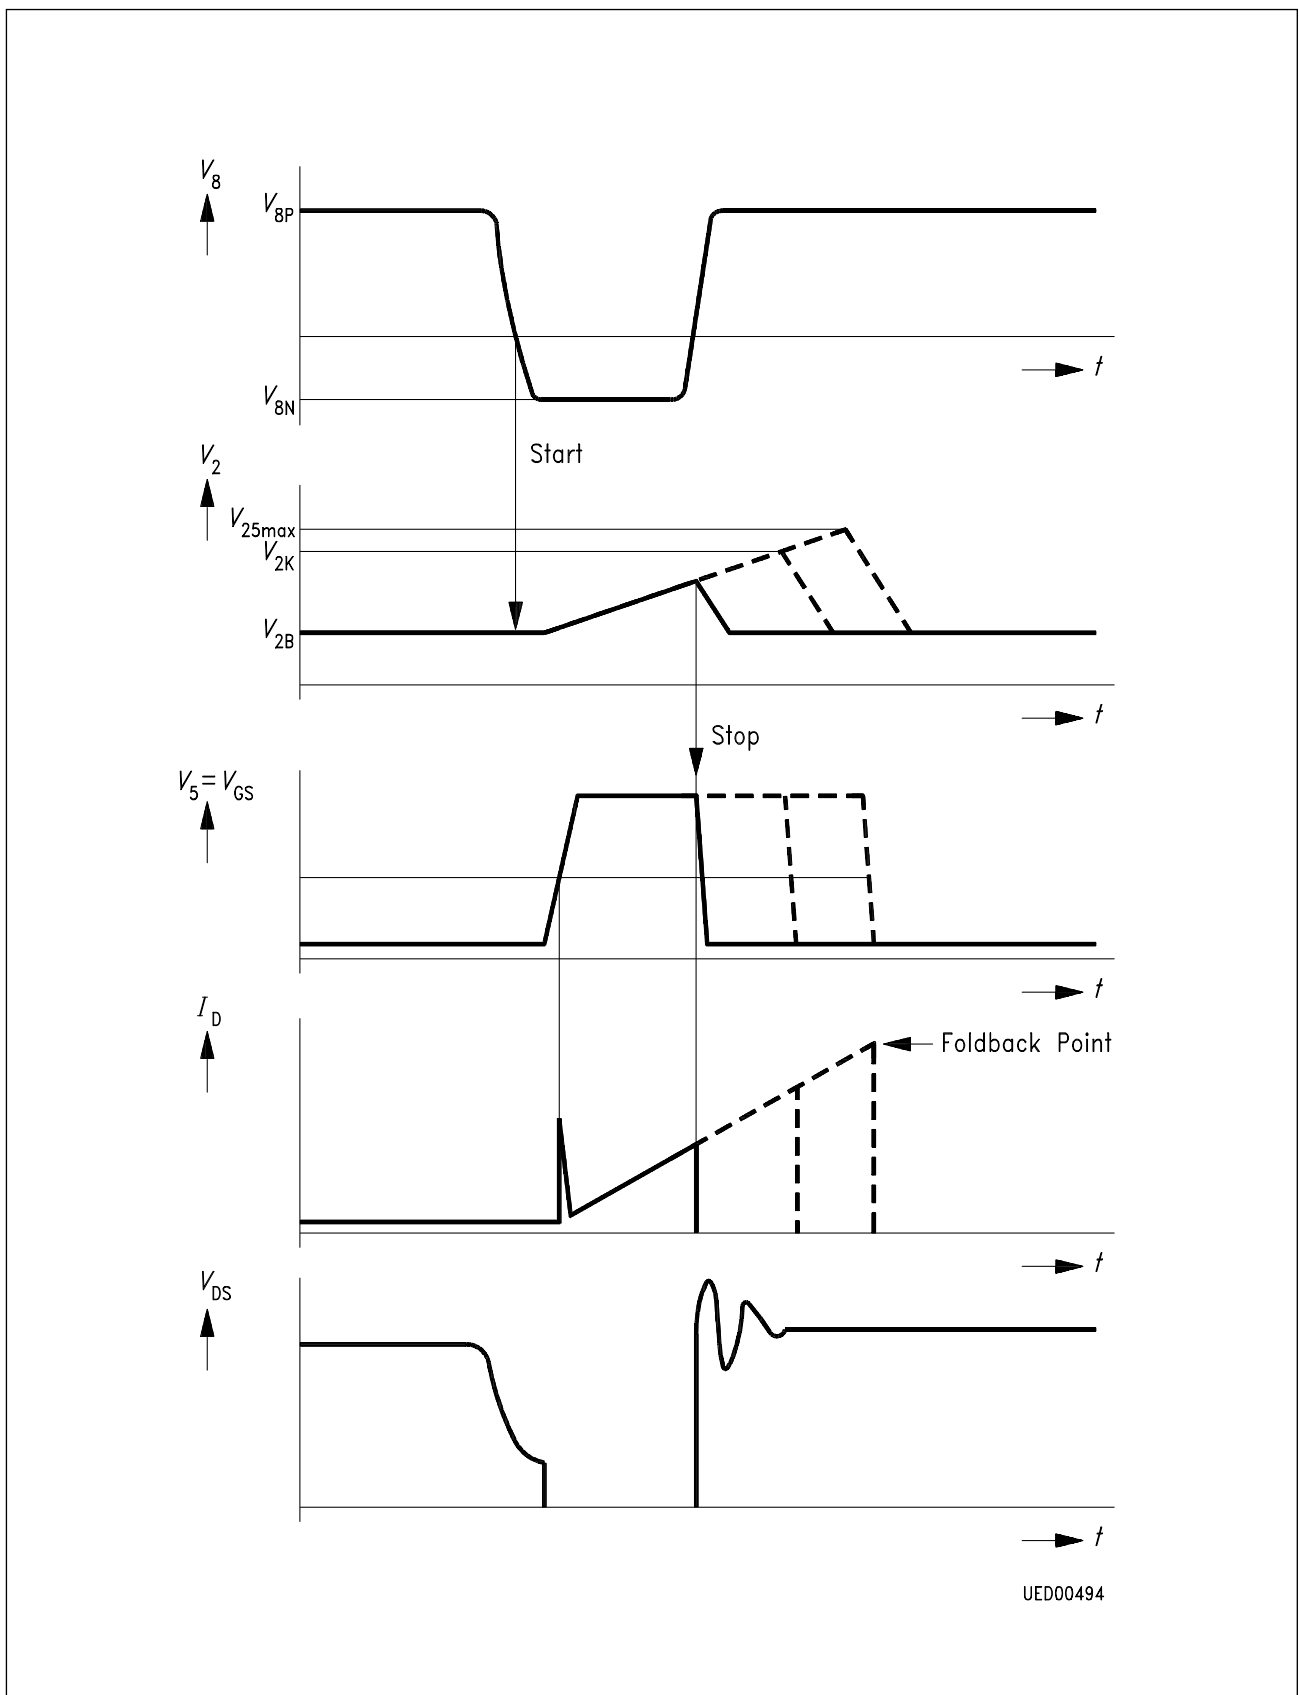 V8
V8P
t
V8N
Start
V2
V25max
V2K
V2B
t
Stop
V5=VGS
t
ID
Foldback Point
t
VDS
t
UED00494